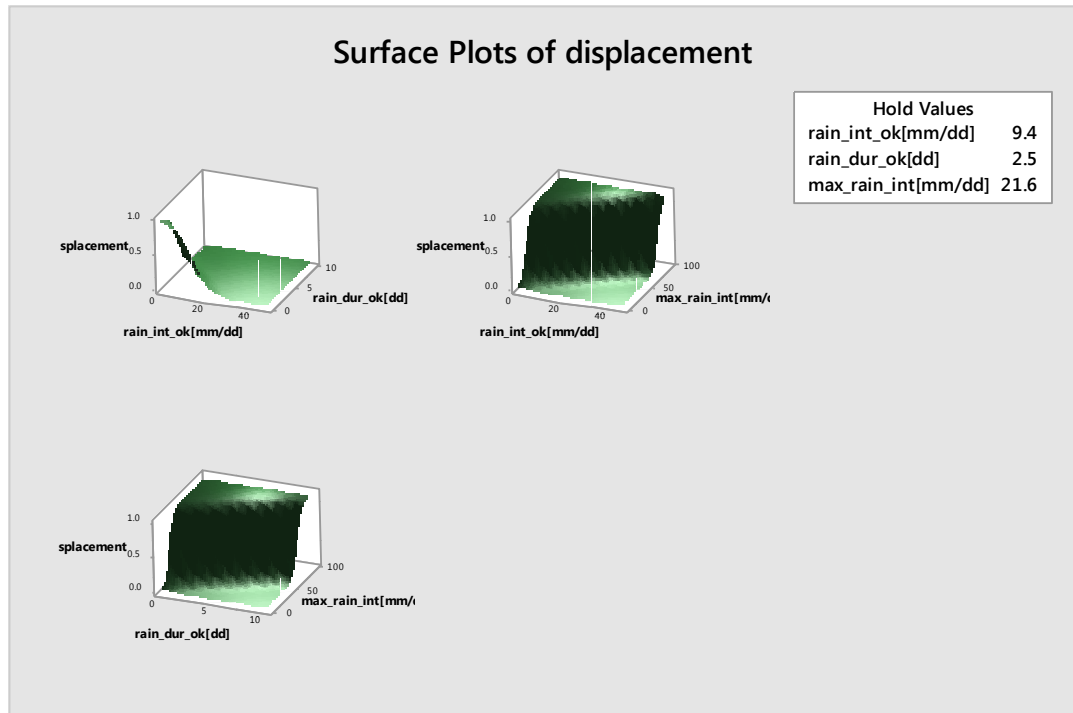 Surface Plots of displacement
Hold Values
rain_int_ok[mm/dd] 9.4
rain_dur_ok[dd] 2.5
max_rain_int[mm/dd] 21.6
1.0
splacement
0.5
0.0
0
20
40
rain_int_ok[mm/dd]
0
5
10
rain_dur_ok[dd]
1.0
splacement
0.5
0.0
0
20
40
rain_int_ok[mm/dd]
0
50
100
max_rain_int[mm/
1.0
splacement
0.5
0.0
0
5
10
rain_dur_ok[dd]
0
50
100
max_rain_int[mm/